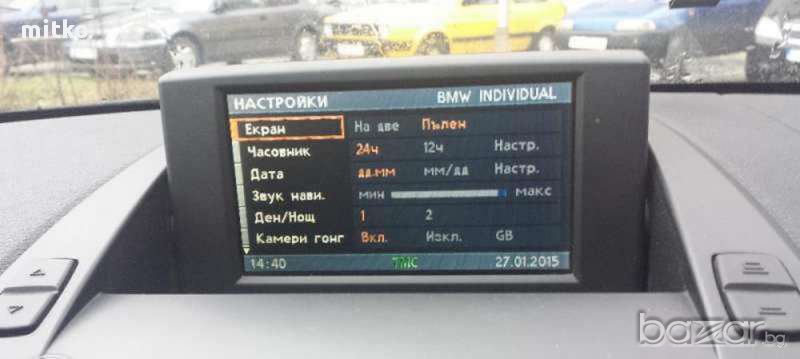 mitko
НАСТРОЙКИ BMW INDIVIDUAL
Екран На две Пълен
Часовник 24ч 12ч Настр.
Дата дд.мм мм/дд Настр.
Звук нави. мин макс
Ден/Нощ 1 2
Камери гонг Вкл. Изкл. GB
14:40 TMC 27.01.2015
bazar.bg